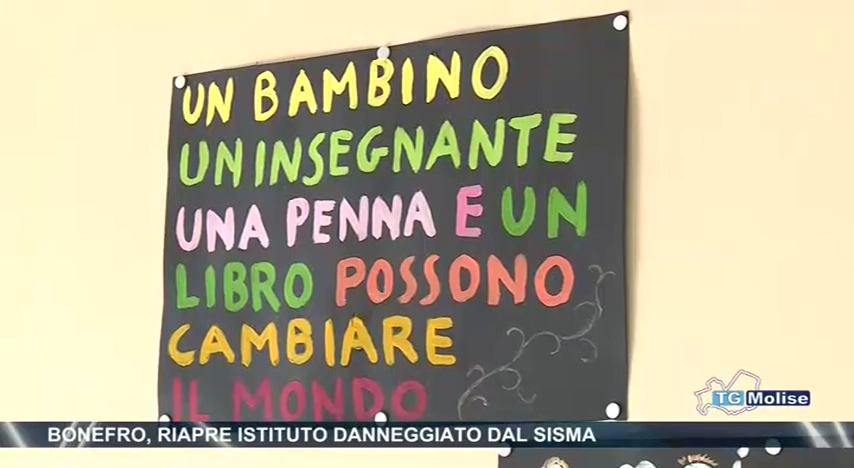 UN BAMBINO
UN INSEGNANTE
UNA PENNA E UN
LIBRO POSSONO
CAMBIARE
IL MONDO
TG Molise
BONEFRO, RIAPRE ISTITUTO DANNEGGIATO DAL SISMA